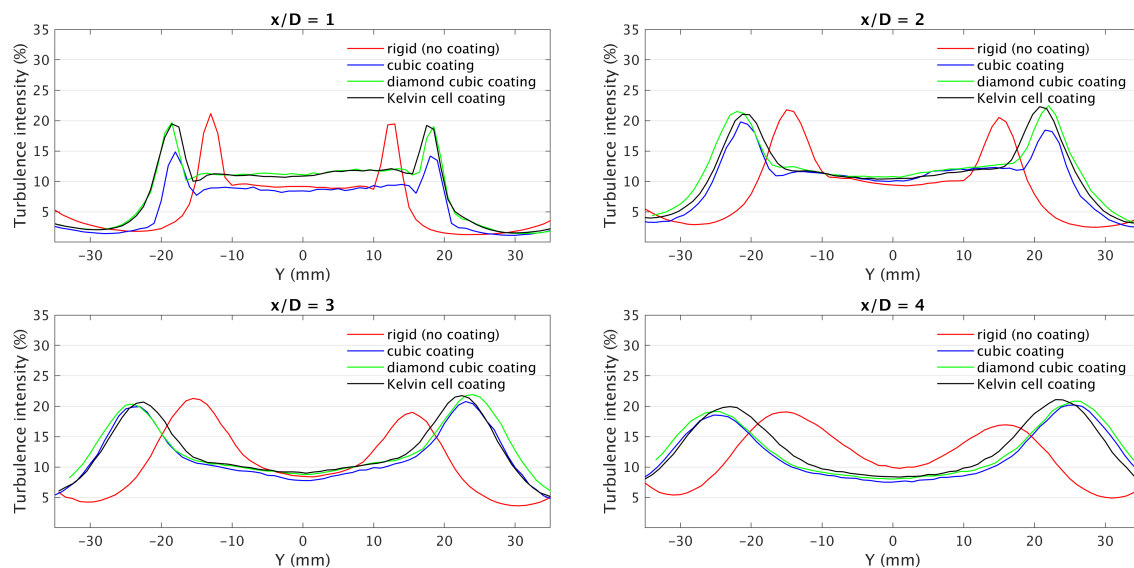 x/D = 1
35
30
25
20
15
10
5
Turbulence intensity (%)
rigid (no coating)
cubic coating
diamond cubic coating
Kelvin cell coating
−30 −20 −10 0 10 20 30
Y (mm)
x/D = 2
35
30
25
20
15
10
5
Turbulence intensity (%)
rigid (no coating)
cubic coating
diamond cubic coating
Kelvin cell coating
−30 −20 −10 0 10 20 30
Y (mm)
x/D = 3
35
30
25
20
15
10
5
Turbulence intensity (%)
rigid (no coating)
cubic coating
diamond cubic coating
Kelvin cell coating
−30 −20 −10 0 10 20 30
Y (mm)
x/D = 4
35
30
25
20
15
10
5
Turbulence intensity (%)
rigid (no coating)
cubic coating
diamond cubic coating
Kelvin cell coating
−30 −20 −10 0 10 20 30
Y (mm)